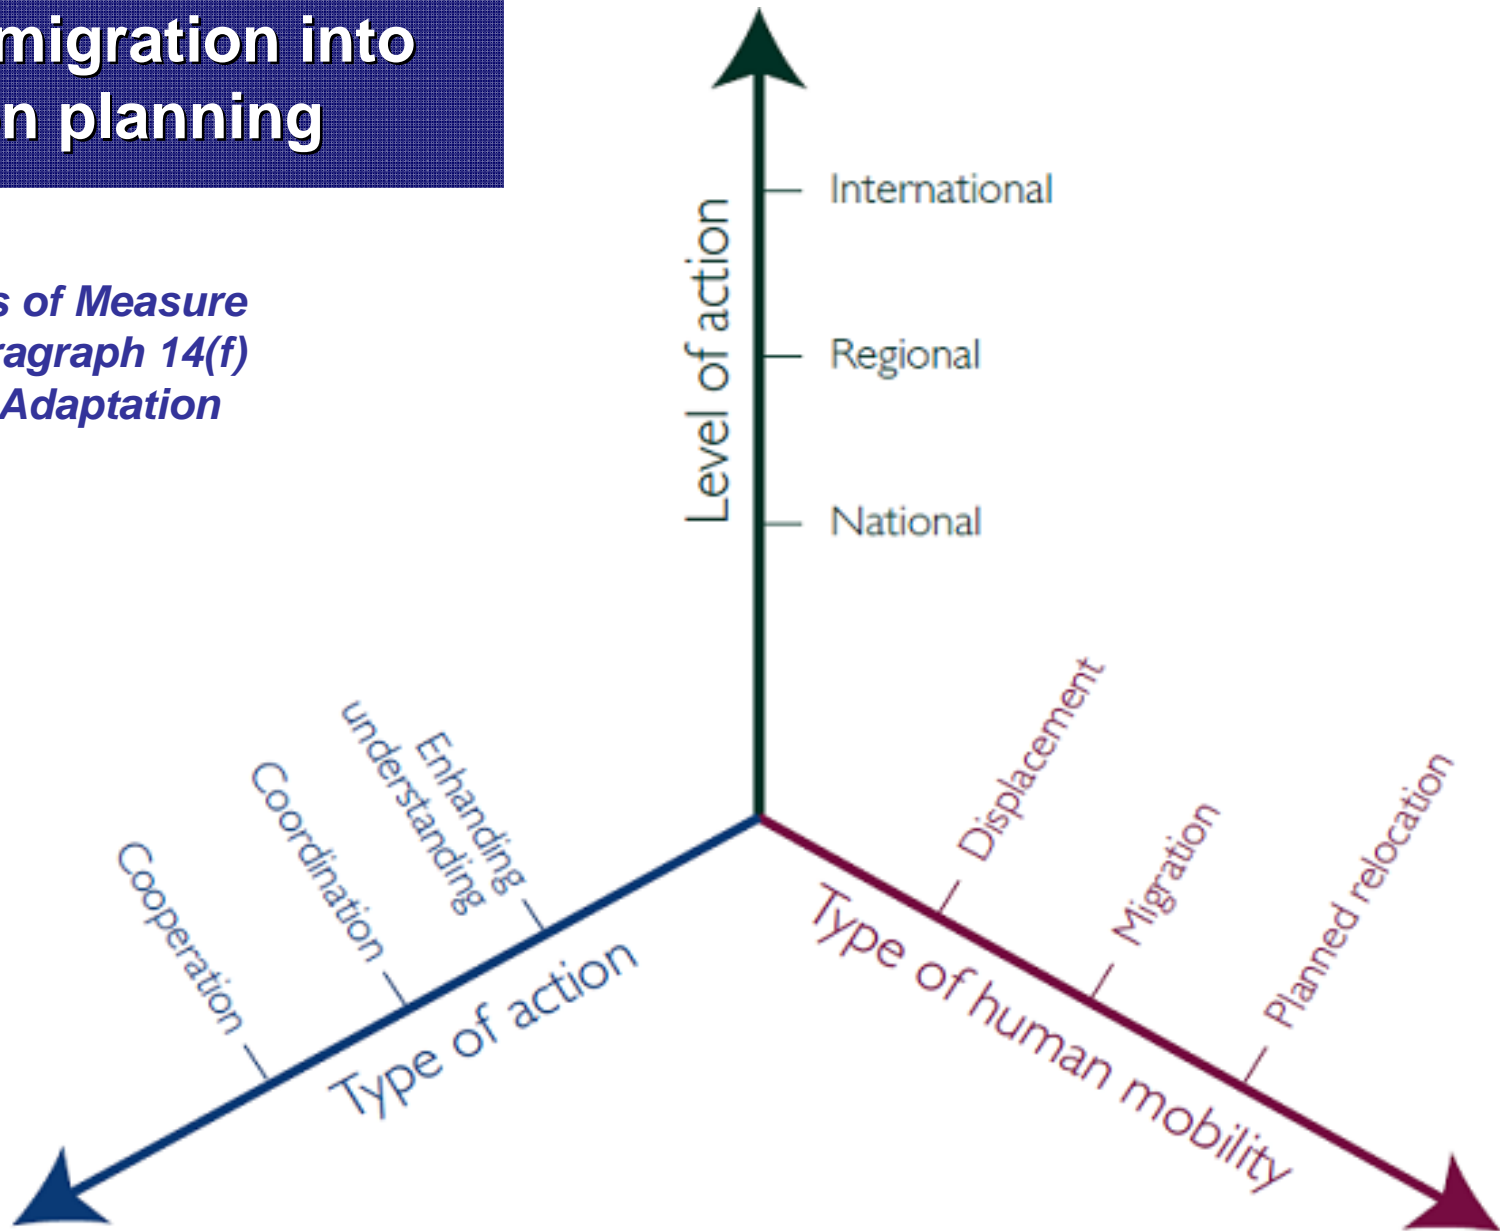 migration into
n planning
s of Measure
ragraph 14(f)
Adaptation
Level of action
International
Regional
National
Enhanding
understanding
Coordination
Cooperation
Type of action
Displacement
Migration
Planned relocation
Type of human mobility